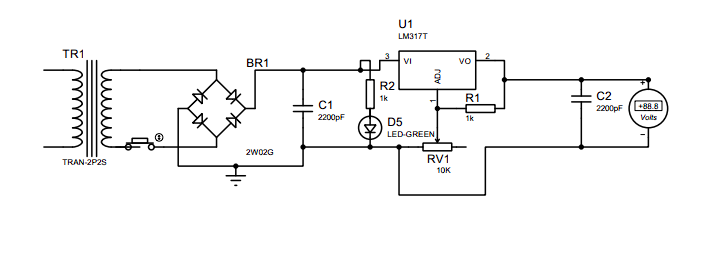 U1
LM317T
TR1
BR1
3
VI
VO
2
ADJ
1
R2
1k
R1
1k
C1
2200pF
C2
2200pF
+88.8
Volts
+
-
D5
LED-GREEN
2W02G
TRAN-2P2S
RV1
10K